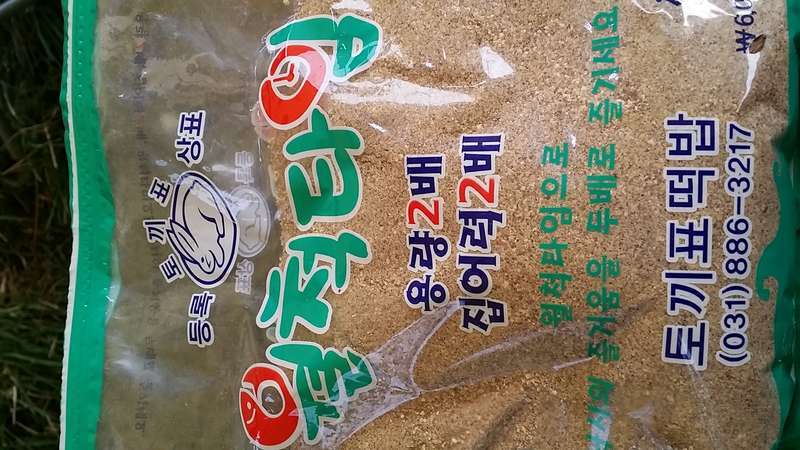 토끼표
등록 상표
월척타임
용량2배
집어력2배
월척타임으로
즐거움을 두배로 즐기세요
토끼표떡밥
(031) 886-3217